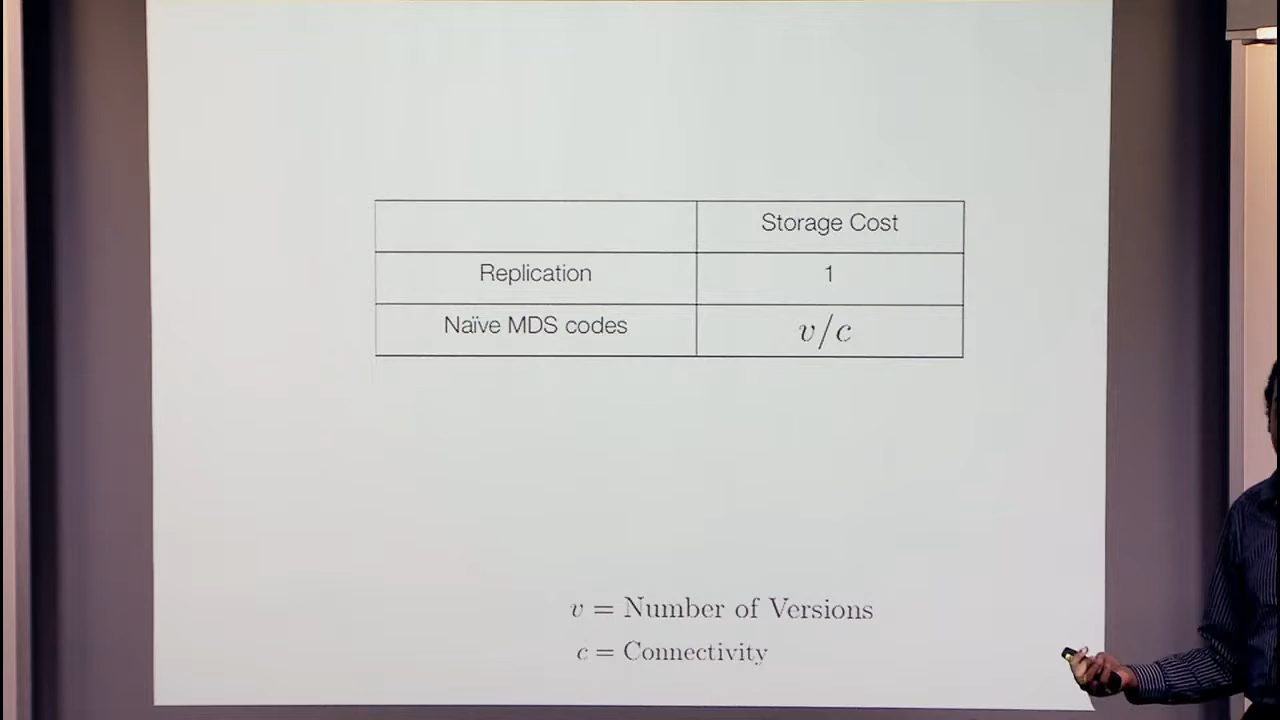 Storage Cost
Replication 1
Naïve MDS codes v/c
v = Number of Versions
c = Connectivity